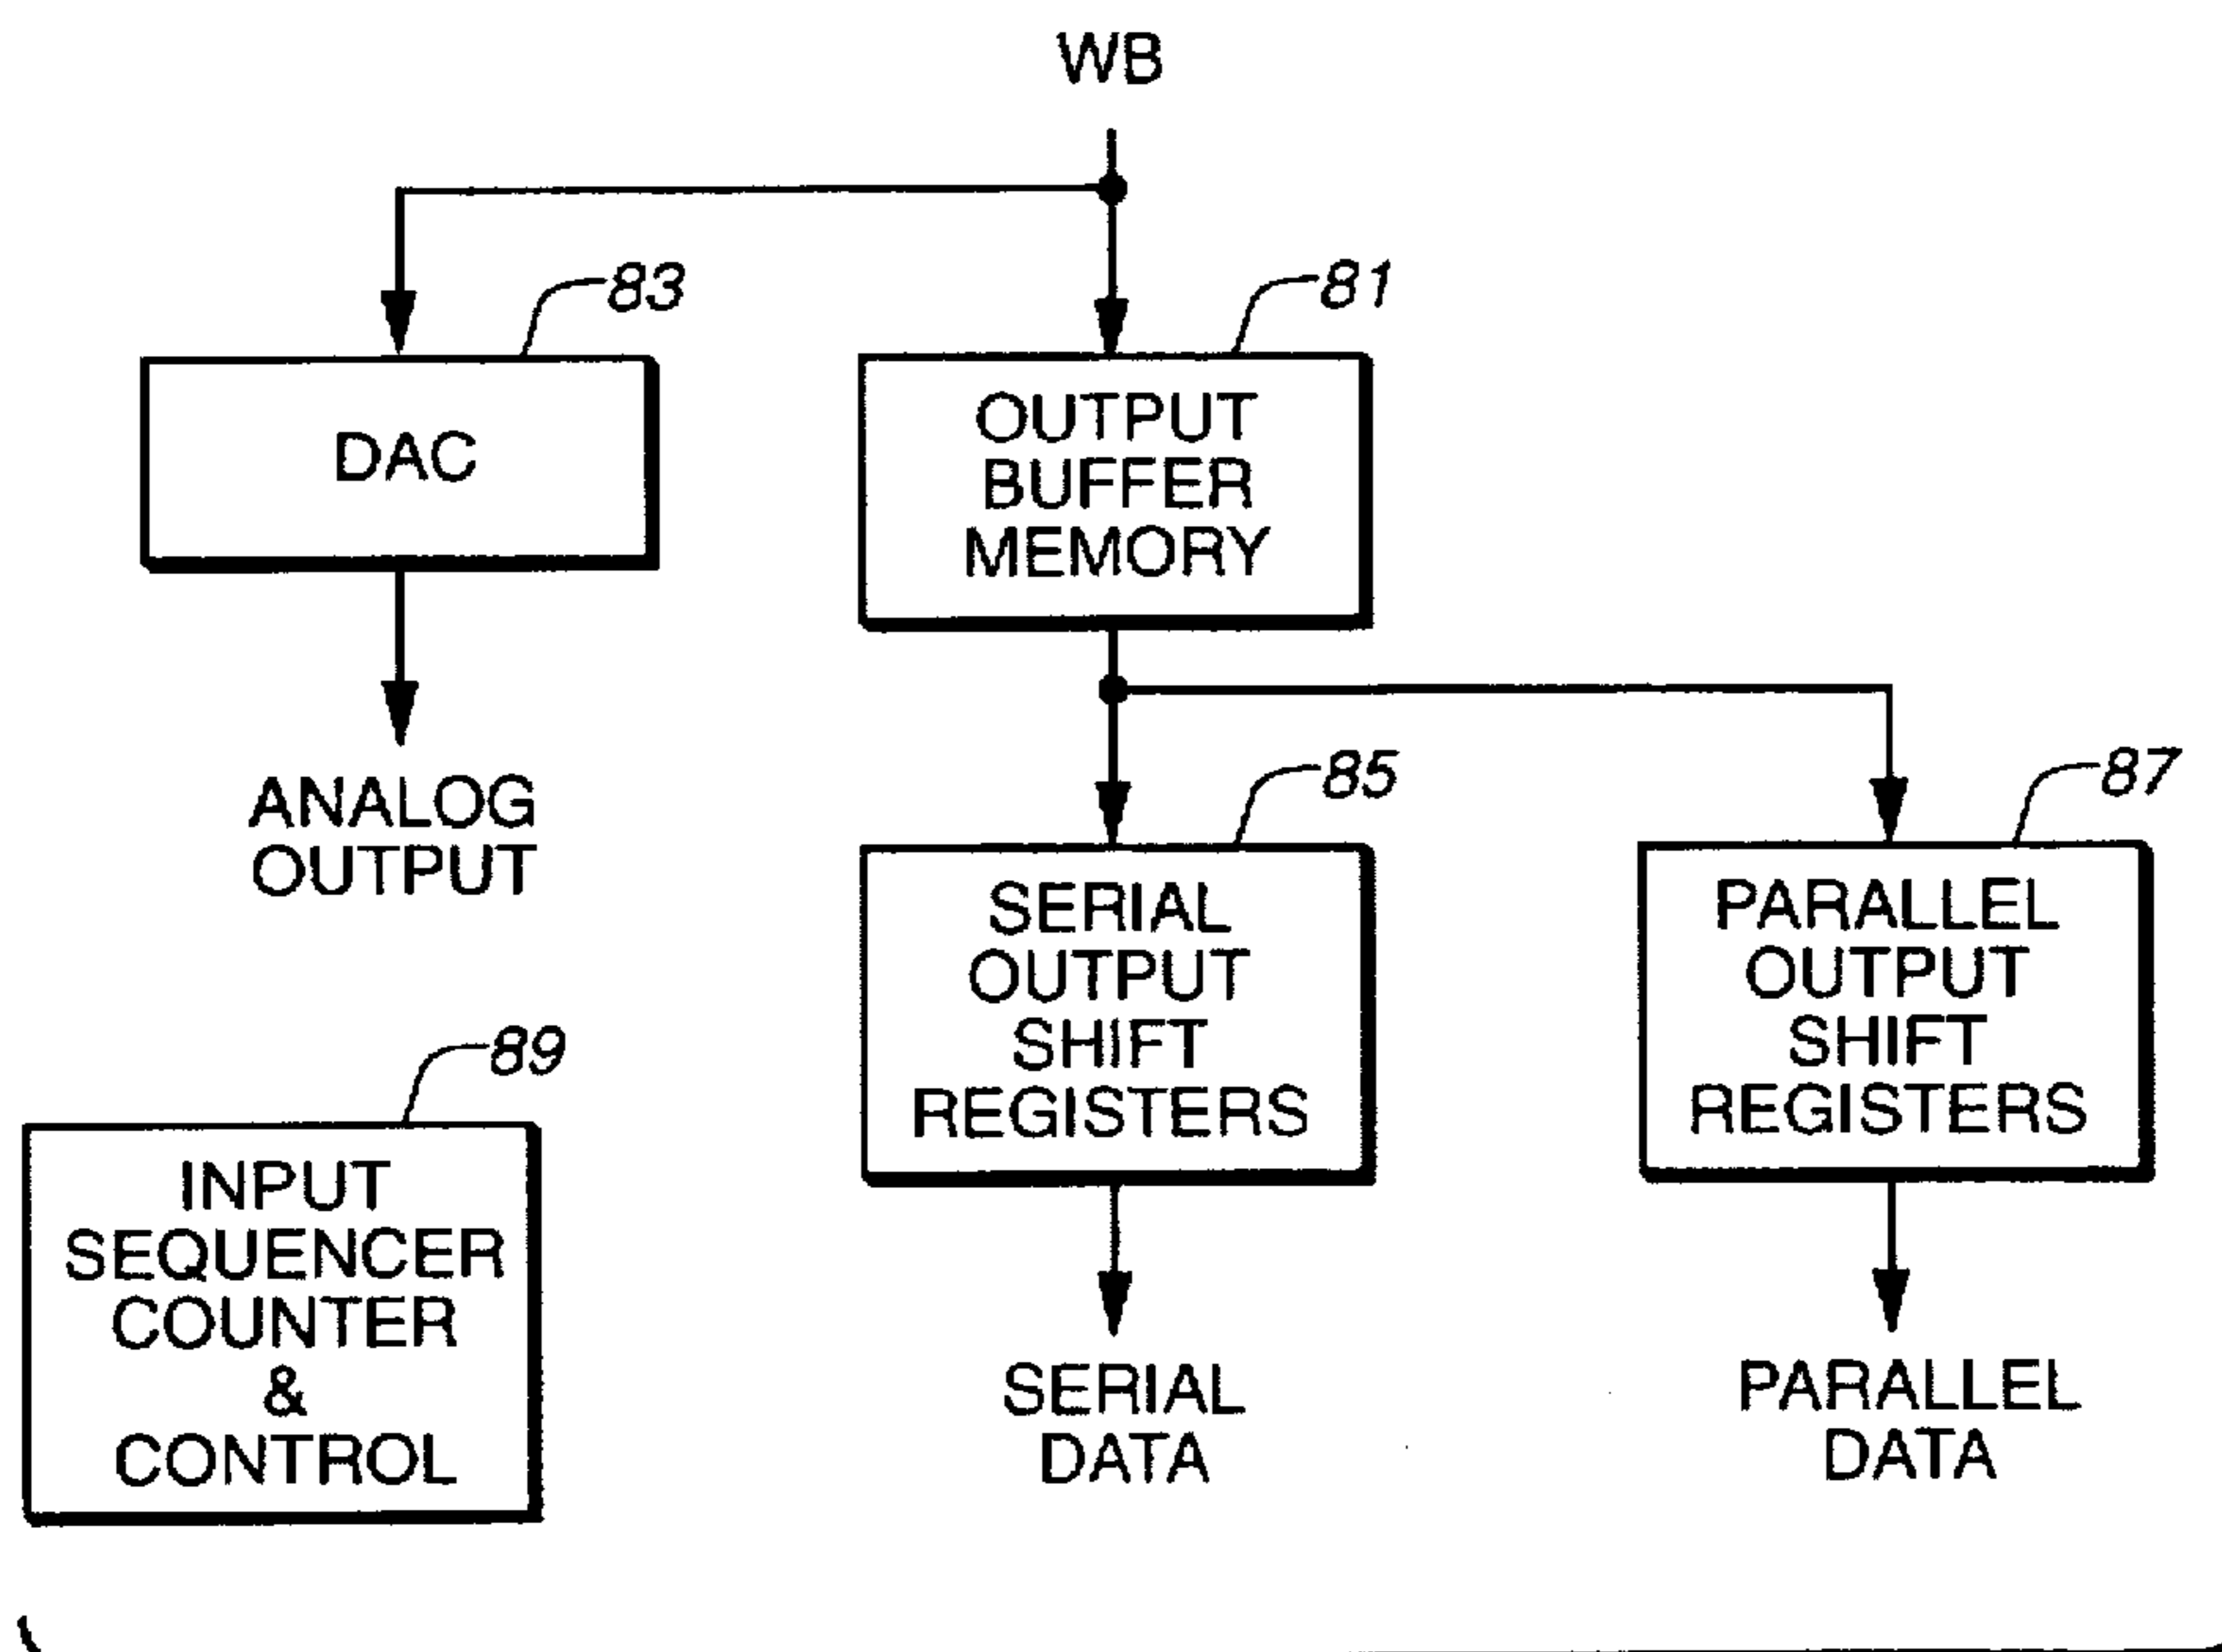 WB
83
81
DAC
OUTPUT
BUFFER
MEMORY
ANALOG
OUTPUT
85
87
SERIAL
OUTPUT
SHIFT
REGISTERS
PARALLEL
OUTPUT
SHIFT
REGISTERS
89
INPUT
SEQUENCER
COUNTER
&
CONTROL
SERIAL
DATA
PARALLEL
DATA